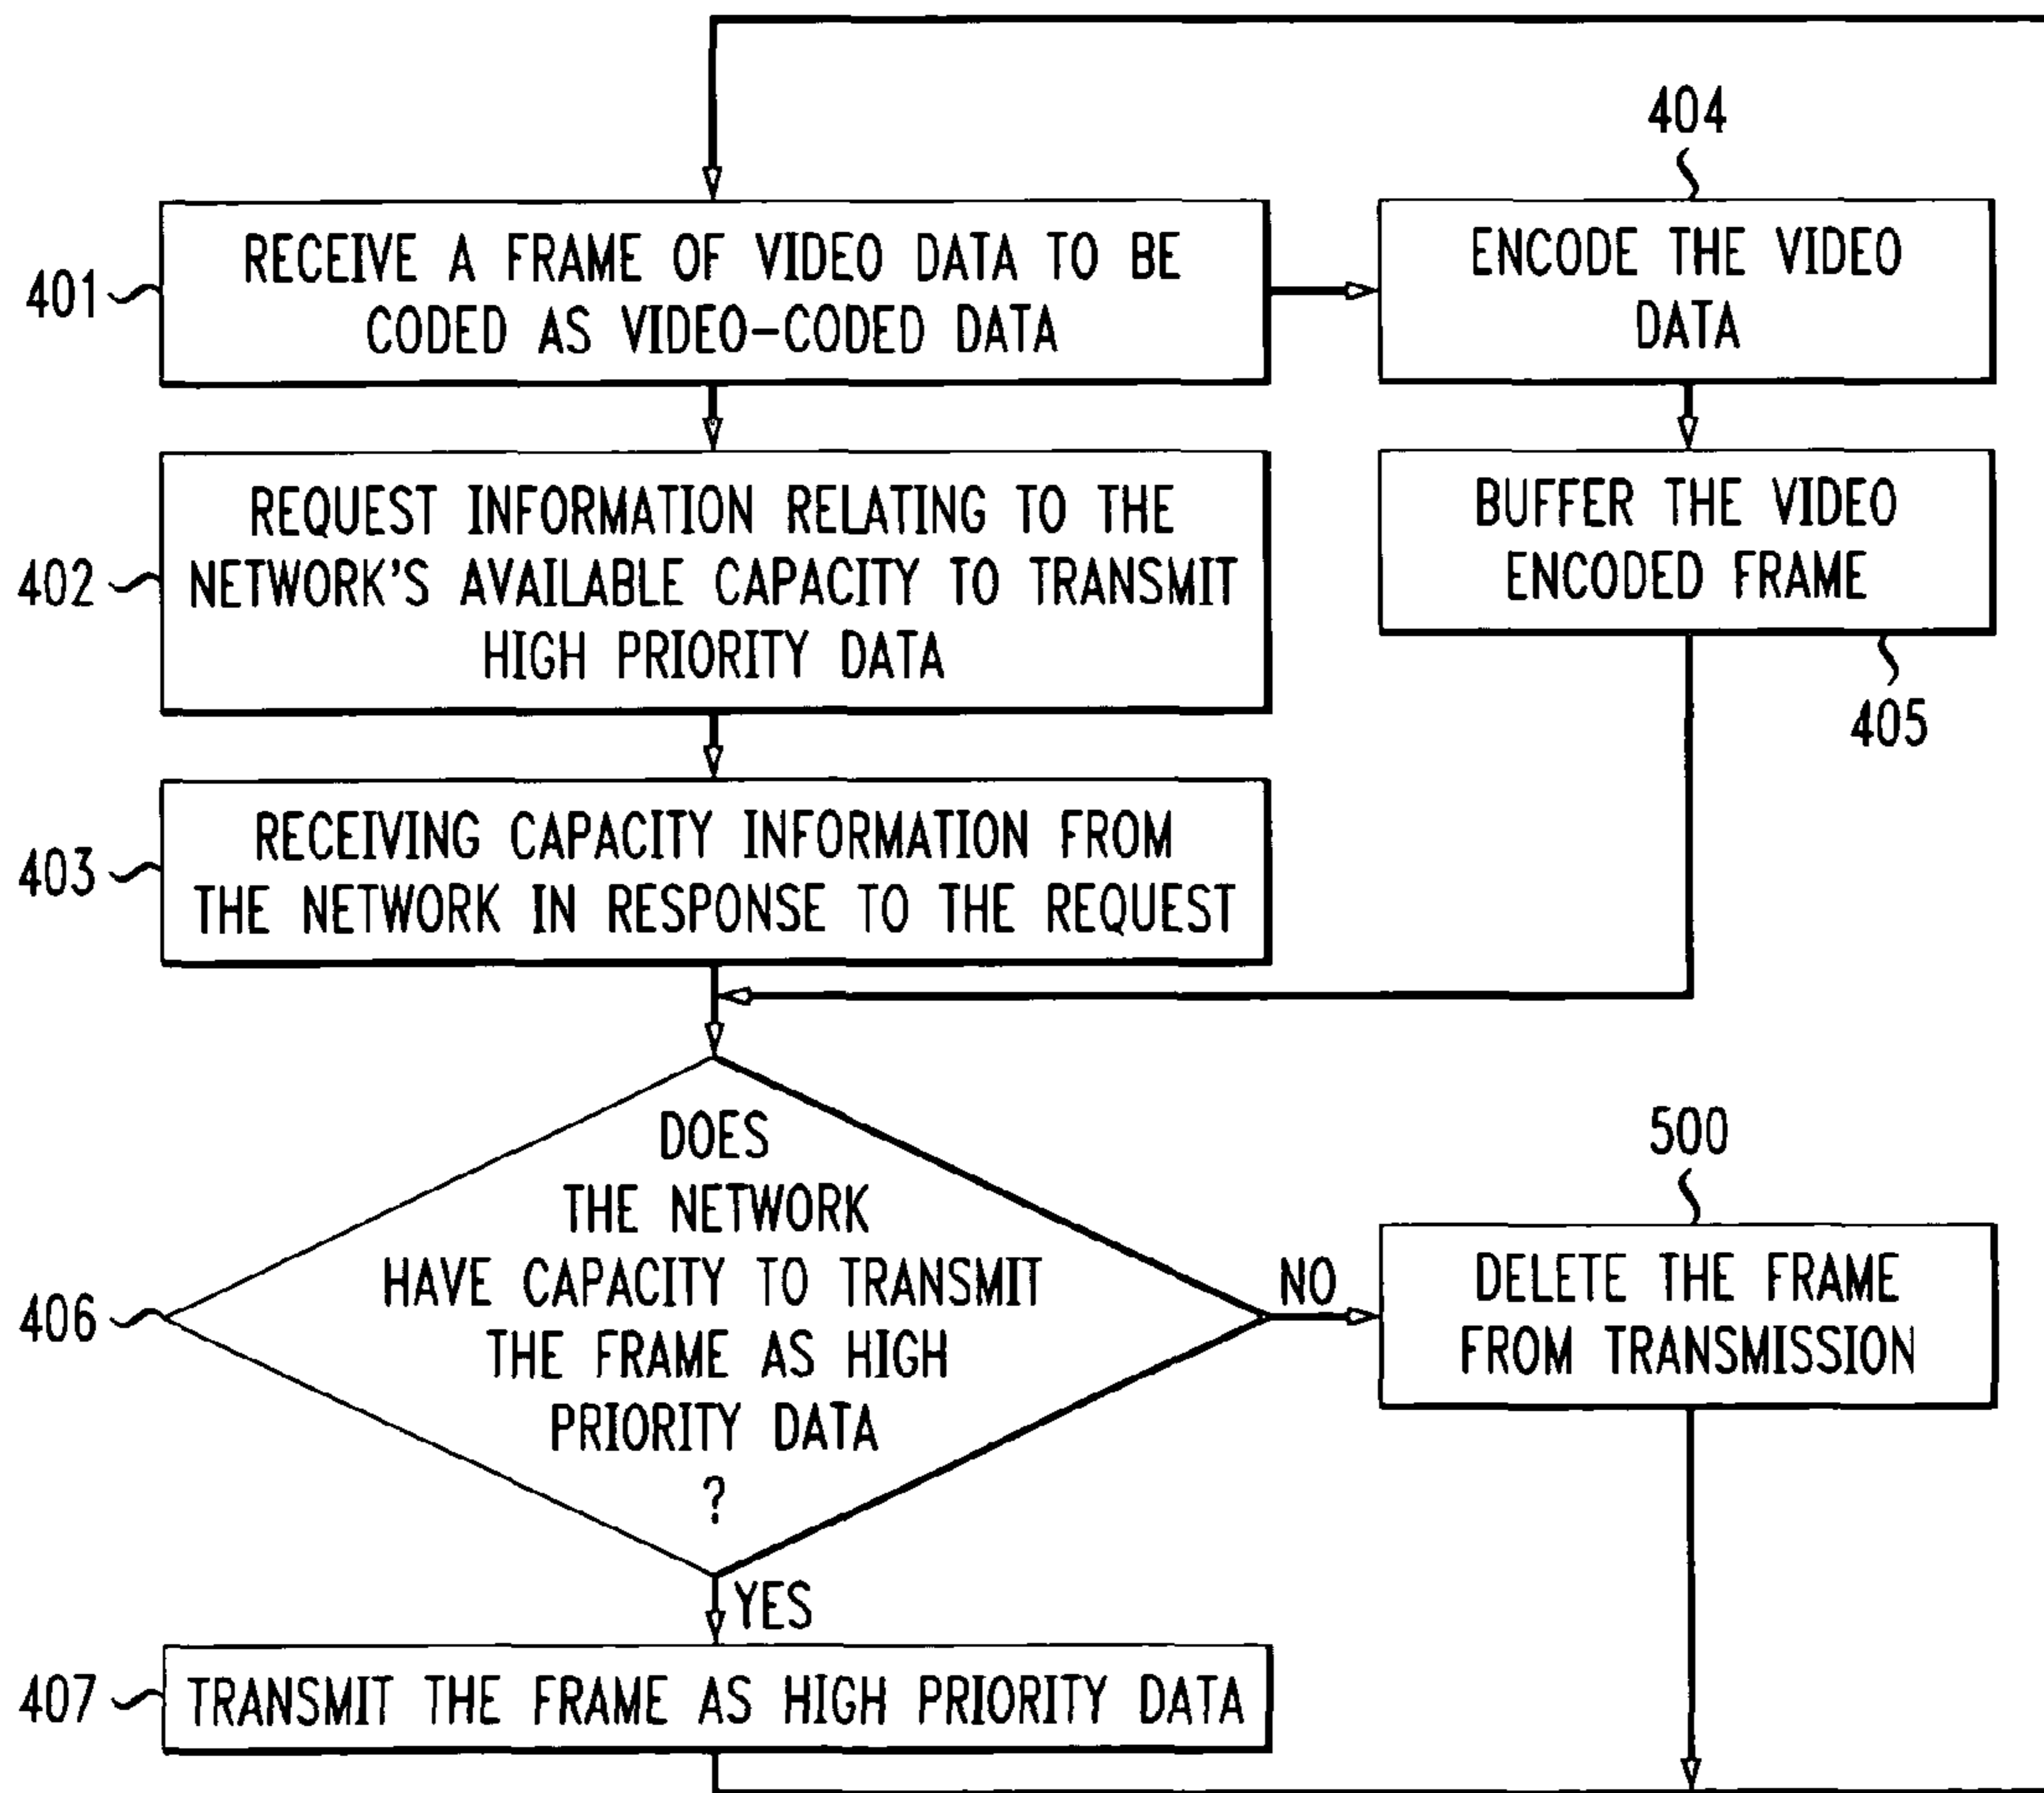 404
401
RECEIVE A FRAME OF VIDEO DATA TO BE
CODED AS VIDEO-CODED DATA
ENCODE THE VIDEO
DATA
402
REQUEST INFORMATION RELATING TO THE
NETWORK'S AVAILABLE CAPACITY TO TRANSMIT
HIGH PRIORITY DATA
BUFFER THE VIDEO
ENCODED FRAME
405
403
RECEIVING CAPACITY INFORMATION FROM
THE NETWORK IN RESPONSE TO THE REQUEST
406
DOES
THE NETWORK
HAVE CAPACITY TO TRANSMIT
THE FRAME AS HIGH
PRIORITY DATA
?
NO
500
DELETE THE FRAME
FROM TRANSMISSION
YES
407
TRANSMIT THE FRAME AS HIGH PRIORITY DATA